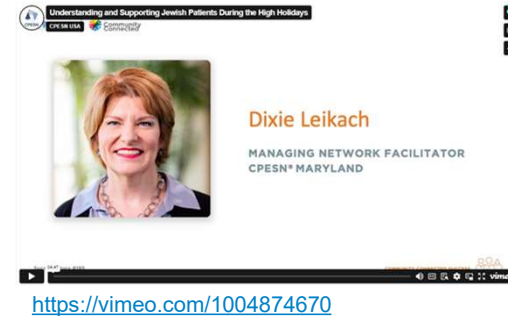 Understanding and Supporting Jewish Patients During the High Holidays
CPESN USA
Community
Connected
Dixie Leikach
MANAGING NETWORK FACILITATOR
CPESN® MARYLAND
vimeo
https://vimeo.com/1004874670